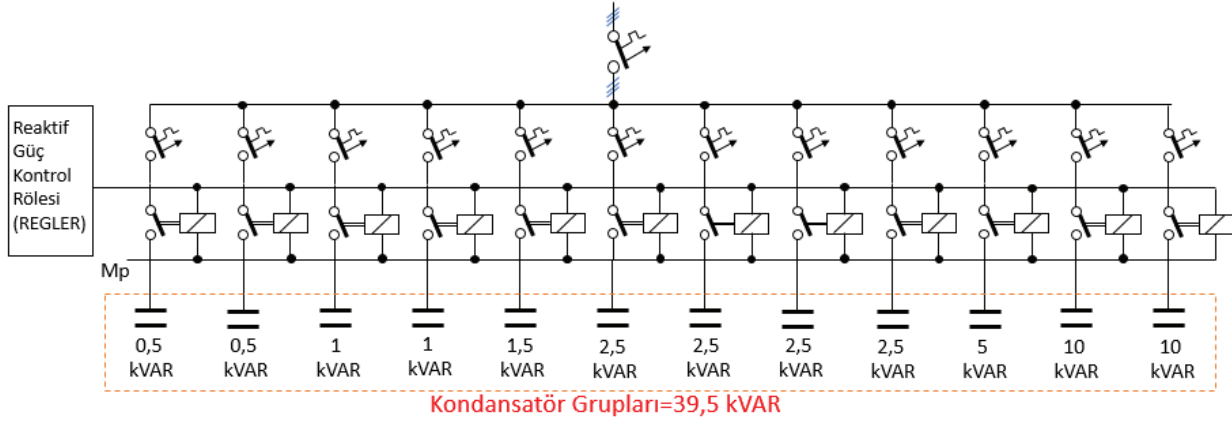 Reaktif
Güç
Kontrol
Rölesi
(REGLER)
Mp
0,5 0,5 1 1 1,5 2,5 2,5 2,5 2,5 5 10 10
kVAR kVAR kVAR kVAR kVAR kVAR kVAR kVAR kVAR kVAR kVAR kVAR
Kondansatör Grupları=39,5 kVAR